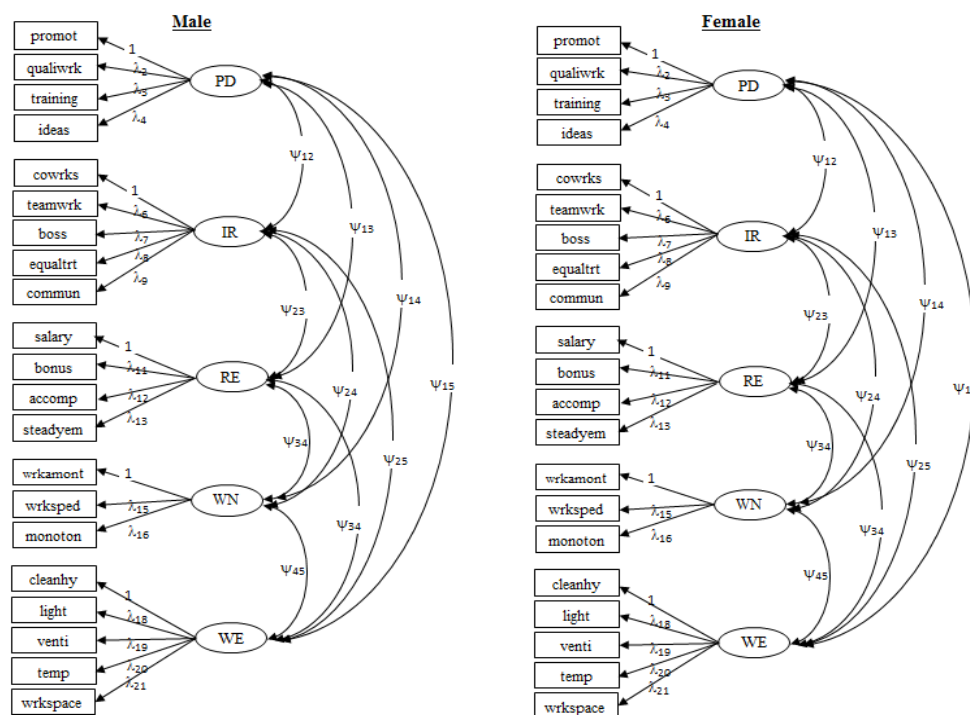 Male
promot
qualiwrk
training
ideas
1
λ2
λ3
λ4
PD
cowrks
teamwrk
boss
equaltrt
commun
1
λ6
λ7
λ8
λ9
IR
salary
bonus
accomp
steadyem
1
λ11
λ12
λ13
RE
wrkamont
wrksped
monoton
1
λ15
λ16
WN
cleanhy
light
venti
temp
wrkspace
1
λ18
λ19
λ20
λ21
WE
Ψ12
Ψ13
Ψ14
Ψ23
Ψ24
Ψ15
Ψ34
Ψ25
Ψ34
Ψ45
Female
promot
qualiwrk
training
ideas
1
λ2
λ3
λ4
PD
cowrks
teamwrk
boss
equaltrt
commun
1
λ6
λ7
λ8
λ9
IR
salary
bonus
accomp
steadyem
1
λ11
λ12
λ13
RE
wrkamont
wrksped
monoton
1
λ15
λ16
WN
cleanhy
light
venti
temp
wrkspace
1
λ18
λ19
λ20
λ21
WE
Ψ12
Ψ13
Ψ14
Ψ23
Ψ24
Ψ1
Ψ34
Ψ25
Ψ34
Ψ45